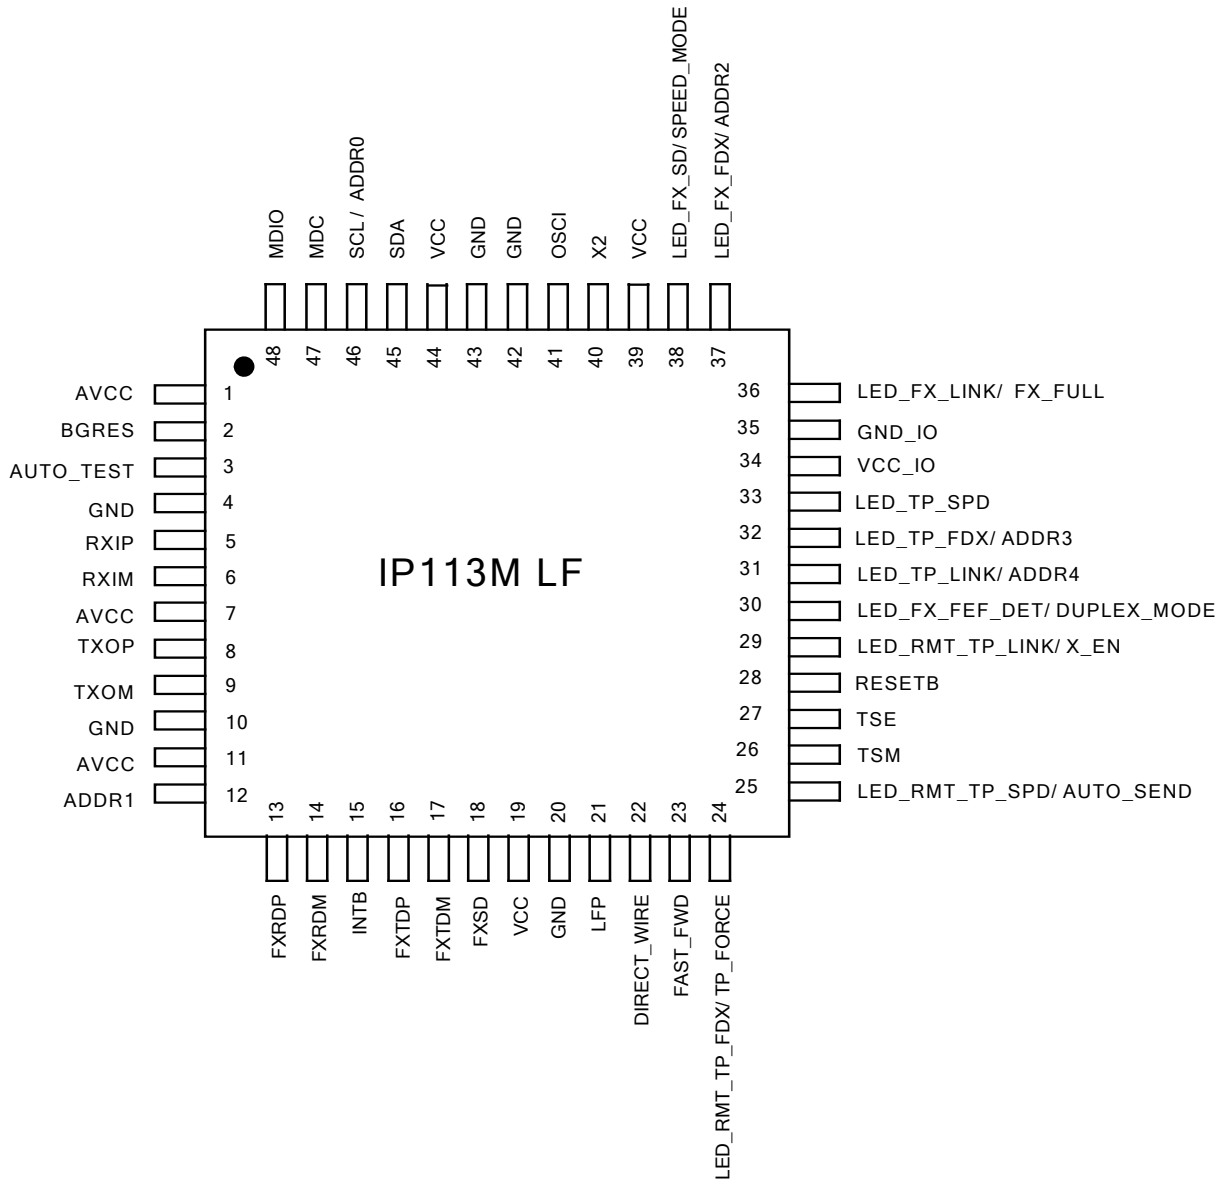 LED_FX_SD/ SPEED_MODE
LED_FX_FDX/ ADDR2
MDIO
MDC
SCL / ADDR0
SDA
VCC
GND
GND
OSCI
X2
VCC
48
47
46
45
44
43
42
41
40
39
38
37
AVCC 1
BGRES 2
AUTO_TEST 3
GND 4
RXIP 5
RXIM 6
AVCC 7
TXOP 8
TXOM 9
GND 10
AVCC 11
ADDR1 12
IP113M LF
36 LED_FX_LINK/ FX_FULL
35 GND_IO
34 VCC_IO
33 LED_TP_SPD
32 LED_TP_FDX/ ADDR3
31 LED_TP_LINK/ ADDR4
30 LED_FX_FEF_DET/ DUPLEX_MODE
29 LED_RMT_TP_LINK/ X_EN
28 RESETB
27 TSE
26 TSM
25 LED_RMT_TP_SPD/ AUTO_SEND
13
14
15
16
17
18
19
20
21
22
23
24
FXRDP
FXRDM
INTB
FXTDP
FXTDM
FXSD
VCC
GND
LFP
DIRECT_WIRE
FAST_FWD
LED_RMT_TP_FDX/ TP_FORCE